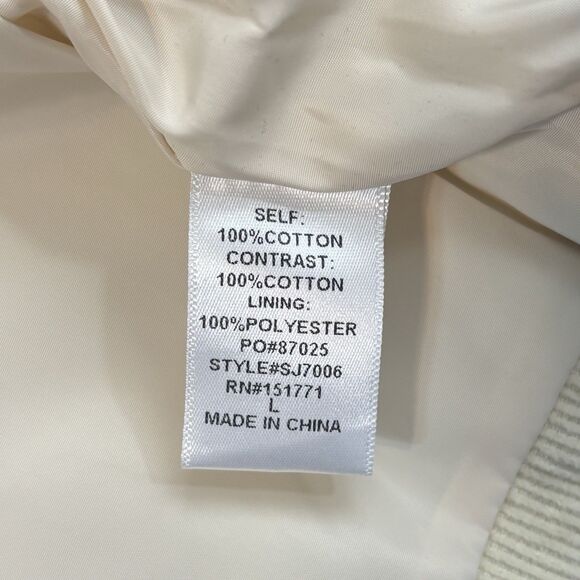 SELF:
100%COTTON
CONTRAST:
100%COTTON
LINING:
100%POLYESTER
PO#87025
STYLE#SJ7006
RN#151771
L
MADE IN CHINA